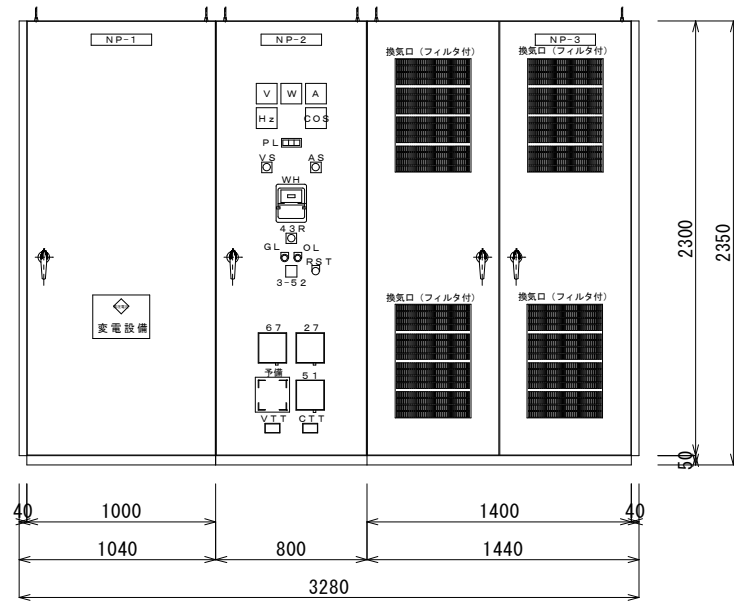 NP-1
NP-2
NP-3
換気口（フィルタ付）
換気口（フィルタ付）
V
W
A
Hz
COS
PL
VS
AS
WH
43R
GL
OL
RST
3-52
変電設備
換気口（フィルタ付）
換気口（フィルタ付）
67
27
予備
51
VTT
CTT
2300
2350
50
40
1000
1400
40
1040
800
1440
3280